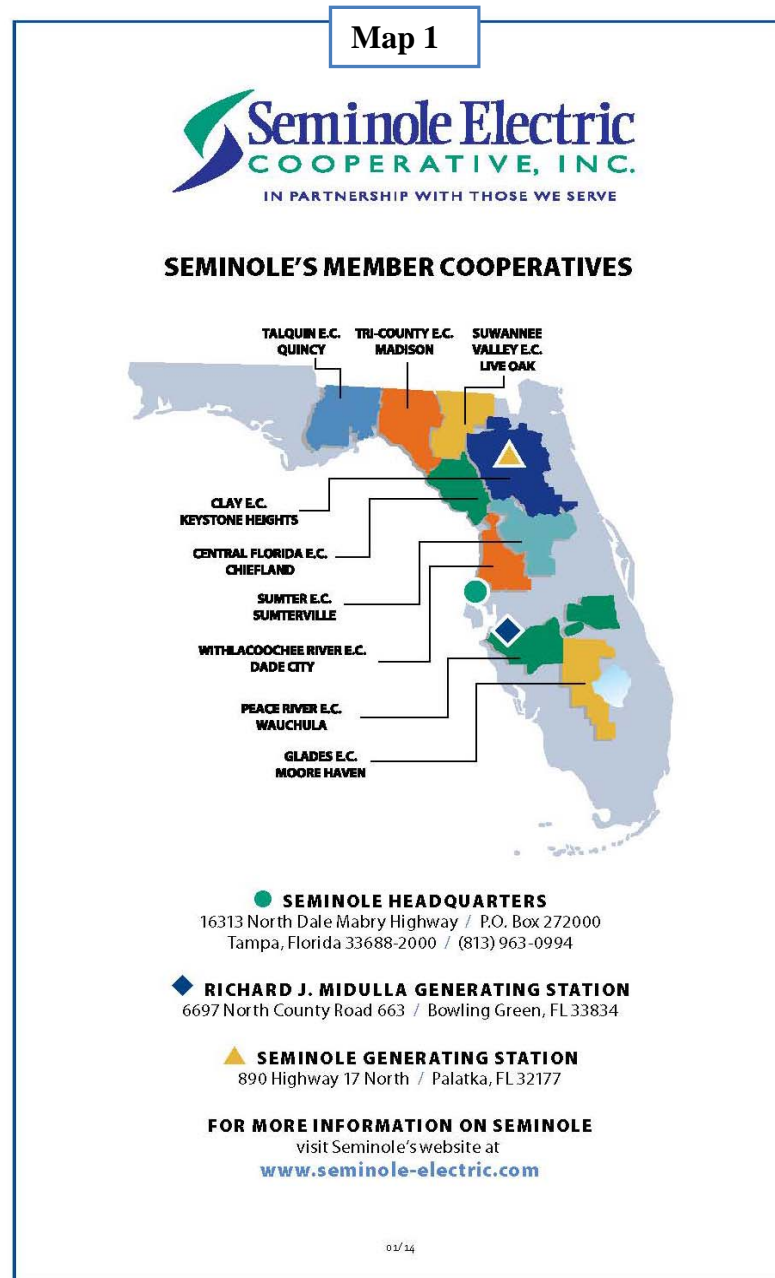 Map 1
Seminole Electric
COOPERATIVE, INC.
IN PARTNERSHIP WITH THOSE WE SERVE
SEMINOLE'S MEMBER COOPERATIVES
TALQUIN E.C.
QUINCY
TRI-COUNTY E.C.
MADISON
SUWANNEE
VALLEY E.C.
LIVE OAK
CLAY E.C.
KEYSTONE HEIGHTS
CENTRAL FLORIDA E.C.
CHIEFLAND
SUMTER E.C.
SUMTERVILLE
WITHLACOOCHEE RIVER E.C.
DADE CITY
PEACE RIVER E.C.
WAUCHULA
GLADES E.C.
MOORE HAVEN
SEMINOLE HEADQUARTERS
16313 North Dale Mabry Highway / P.O. Box 272000
Tampa, Florida 33688-2000 / (813) 963-0994
RICHARD J. MIDULLA GENERATING STATION
6697 North County Road 663 / Bowling Green, FL 33834
SEMINOLE GENERATING STATION
890 Highway 17 North / Palatka, FL 32177
FOR MORE INFORMATION ON SEMINOLE
visit Seminole's website at
www.seminole-electric.com
01/14